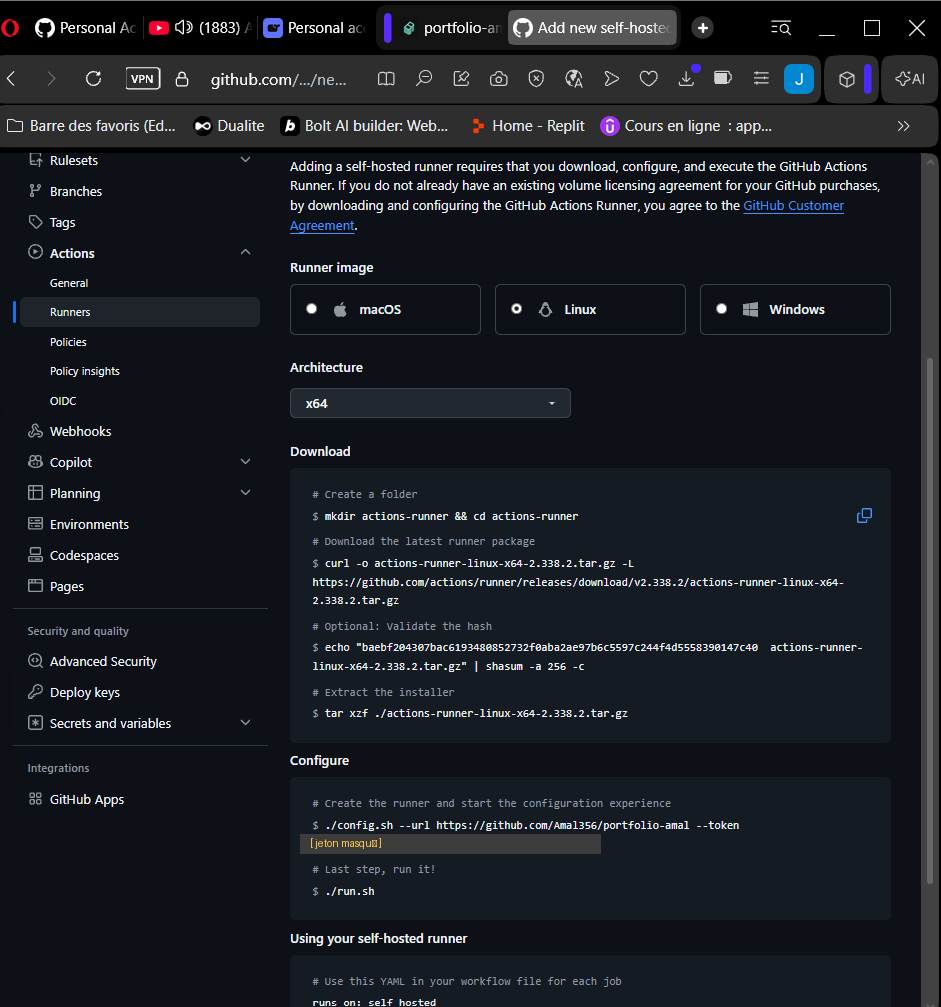 Personal Ac
(1883) A
Personal acc
portfolio-am
Add new self-hosted
VPN
github.com/.../ne...
J
AI
Barre des favoris (Ed...
Dualite
Bolt AI builder: Web...
Home - Replit
Cours en ligne : app...
Rulesets
Branches
Tags
Actions
General
Runners
Policies
Policy insights
OIDC
Webhooks
Copilot
Planning
Environments
Codespaces
Pages
Security and quality
Advanced Security
Deploy keys
Secrets and variables
Integrations
GitHub Apps
Adding a self-hosted runner requires that you download, configure, and execute the GitHub Actions
Runner. If you do not already have an existing volume licensing agreement for your GitHub purchases,
by downloading and configuring the GitHub Actions Runner, you agree to the GitHub Customer
Agreement.
Runner image
macOS
Linux
Windows
Architecture
x64
Download
# Create a folder
$ mkdir actions-runner && cd actions-runner
# Download the latest runner package
$ curl -o actions-runner-linux-x64-2.338.2.tar.gz -L
https://github.com/actions/runner/releases/download/v2.338.2/actions-runner-linux-x64-
2.338.2.tar.gz
# Optional: Validate the hash
$ echo "baebf204307bac6193480852732f0aba2ae97b6c5597c244f4d5558390147c40  actions-runner-
linux-x64-2.338.2.tar.gz" | shasum -a 256 -c
# Extract the installer
$ tar xzf ./actions-runner-linux-x64-2.338.2.tar.gz
Configure
# Create the runner and start the configuration experience
$ ./config.sh --url https://github.com/Amal356/portfolio-amal --token
[jeton masqu▯]
# Last step, run it!
$ ./run.sh
Using your self-hosted runner
# Use this YAML in your workflow file for each job
runs on: self hosted